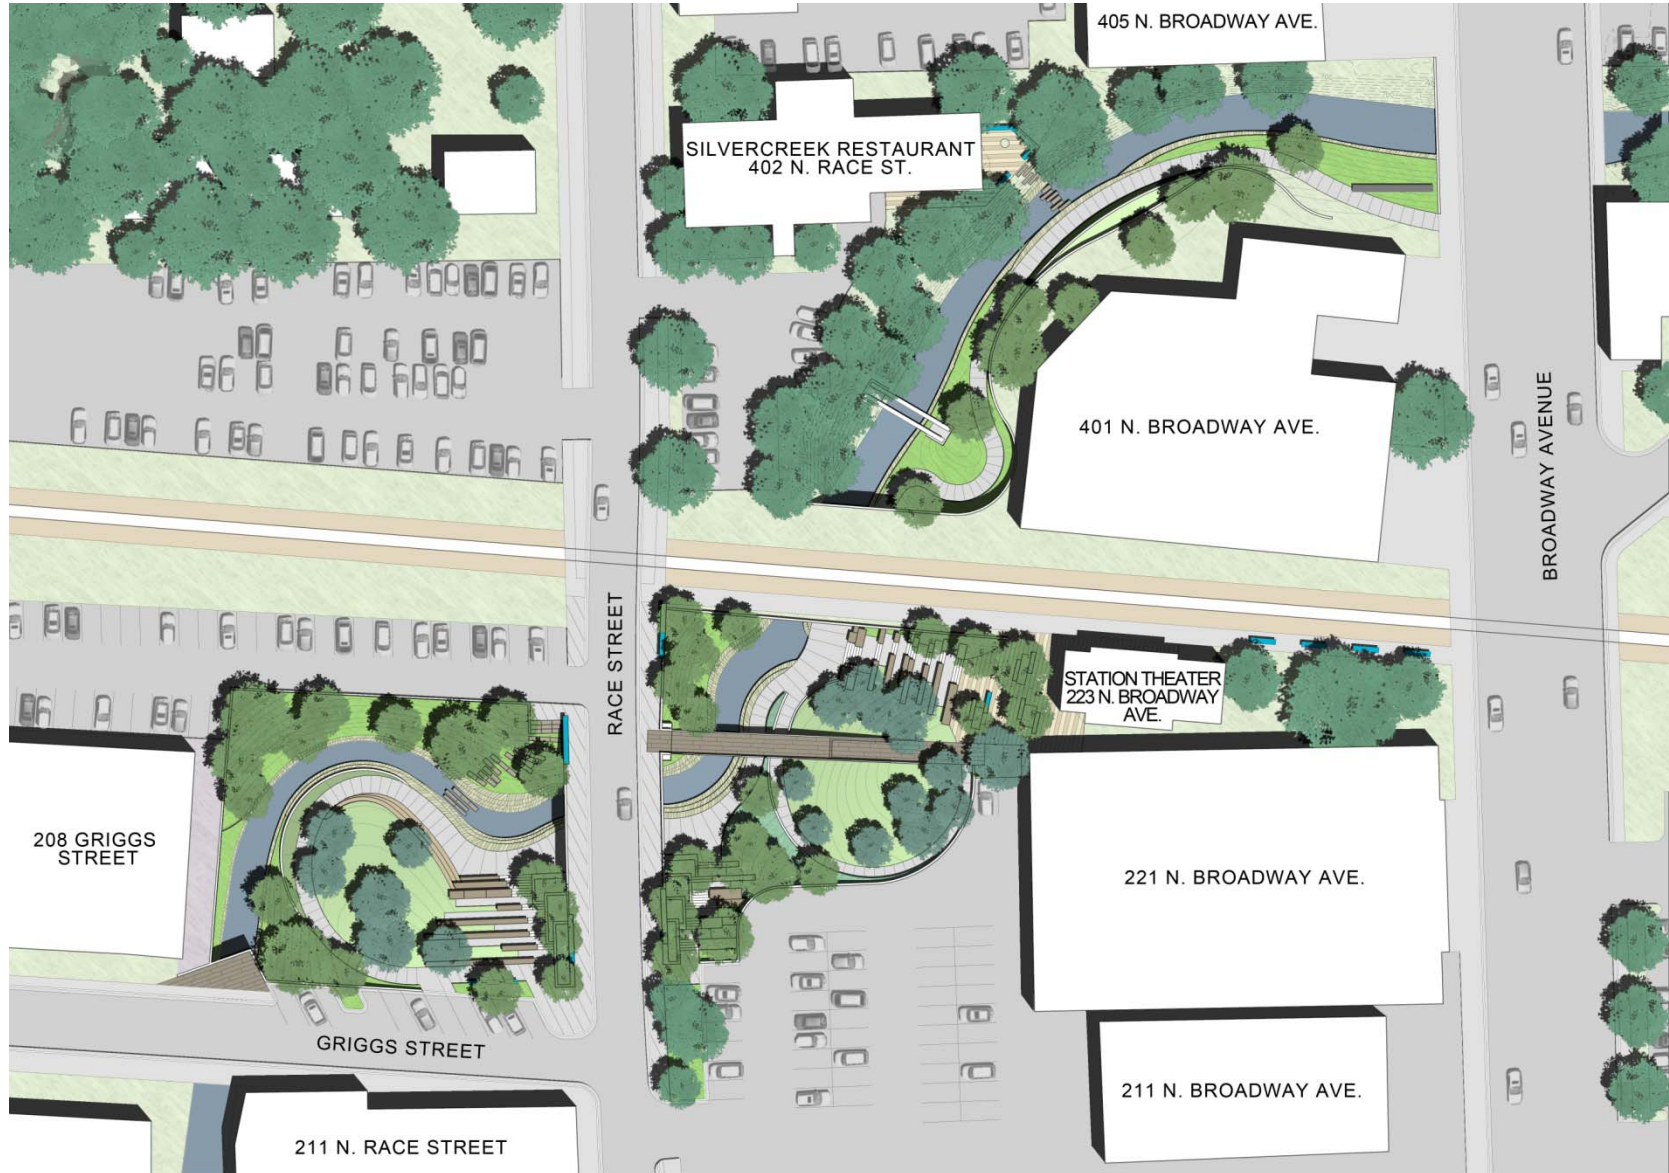 405 N. BROADWAY AVE.
SILVERCREEK RESTAURANT
402 N. RACE ST.
401 N. BROADWAY AVE.
BROADWAY AVENUE
RACE STREET
STATION THEATER
223 N. BROADWAY
AVE.
208 GRIGGS
STREET
221 N. BROADWAY AVE.
GRIGGS STREET
211 N. BROADWAY AVE.
211 N. RACE STREET